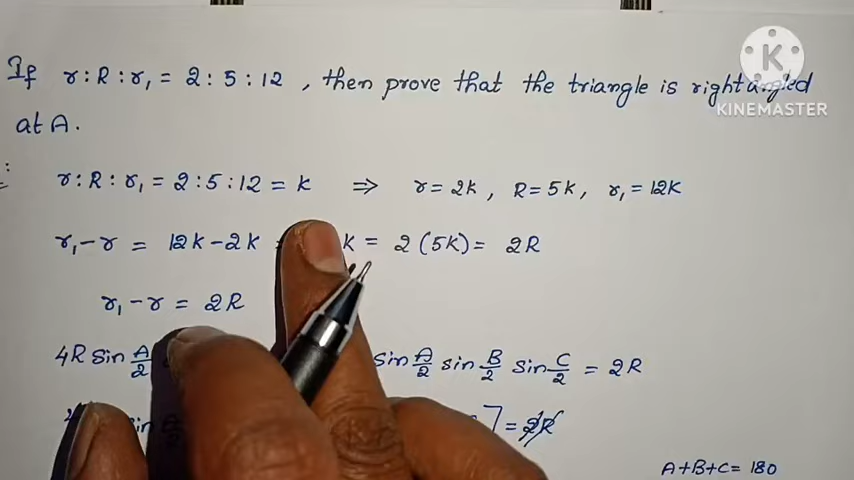 If r : R : r₁ = 2 : 5 : 12 , then prove that the triangle is right angled
at A.
:
r : R : r₁ = 2 : 5 : 12 = K ⇒ r = 2K , R = 5K , r₁ = 12K
r₁ - r = 12K - 2K K = 2 (5K) = 2R
r₁ - r = 2R
4R Sin A/2 sin A/2 sin B/2 sin C/2 = 2R
] = 2R
A+B+C = 180
K
KINEMASTER